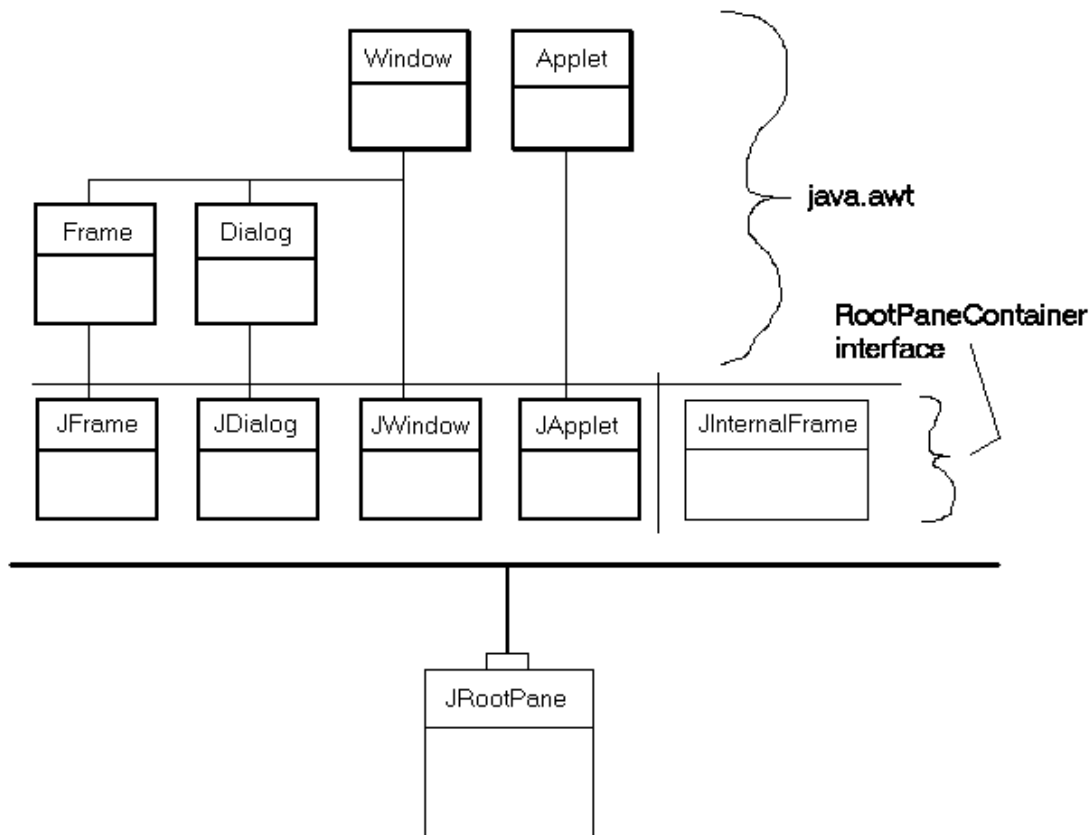 Window
Applet
java.awt
Frame
Dialog
RootPaneContainer
interface
JFrame
JDialog
JWindow
JApplet
JInternalFrame
JRootPane